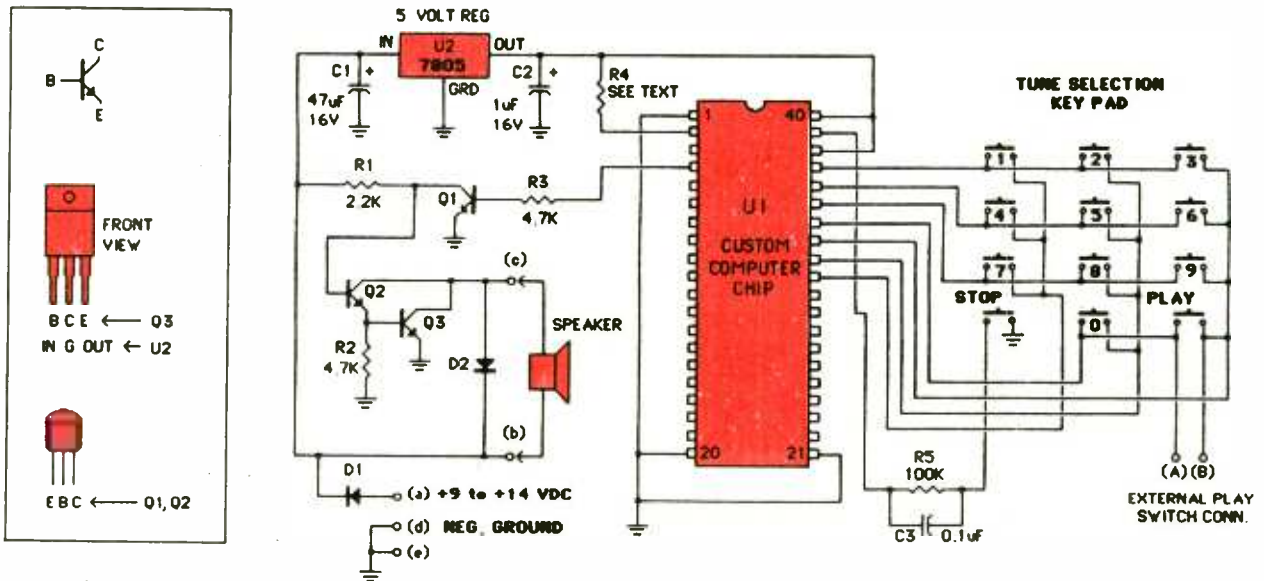 C
B
E
FRONT
VIEW
B C E ← Q3
IN G OUT ← U2
E B C ← Q1, Q2
5 VOLT REG
IN
U2
7805
OUT
GRD
C1
+
47uF
16V
C2
+
1uF
16V
R4
SEE TEXT
R1
2.2K
Q1
R3
4.7K
Q2
Q3
R2
4.7K
D2
(c)
SPEAKER
(b)
D1
(a) +9 to +14 VDC
(d) NEG. GROUND
(e)
1
40
U1
CUSTOM
COMPUTER
CHIP
20
21
TUNE SELECTION
KEY PAD
1
2
3
4
5
6
7
8
9
STOP
PLAY
0
R5
100K
C3
0.1uF
(A) (B)
EXTERNAL PLAY
SWITCH CONN.